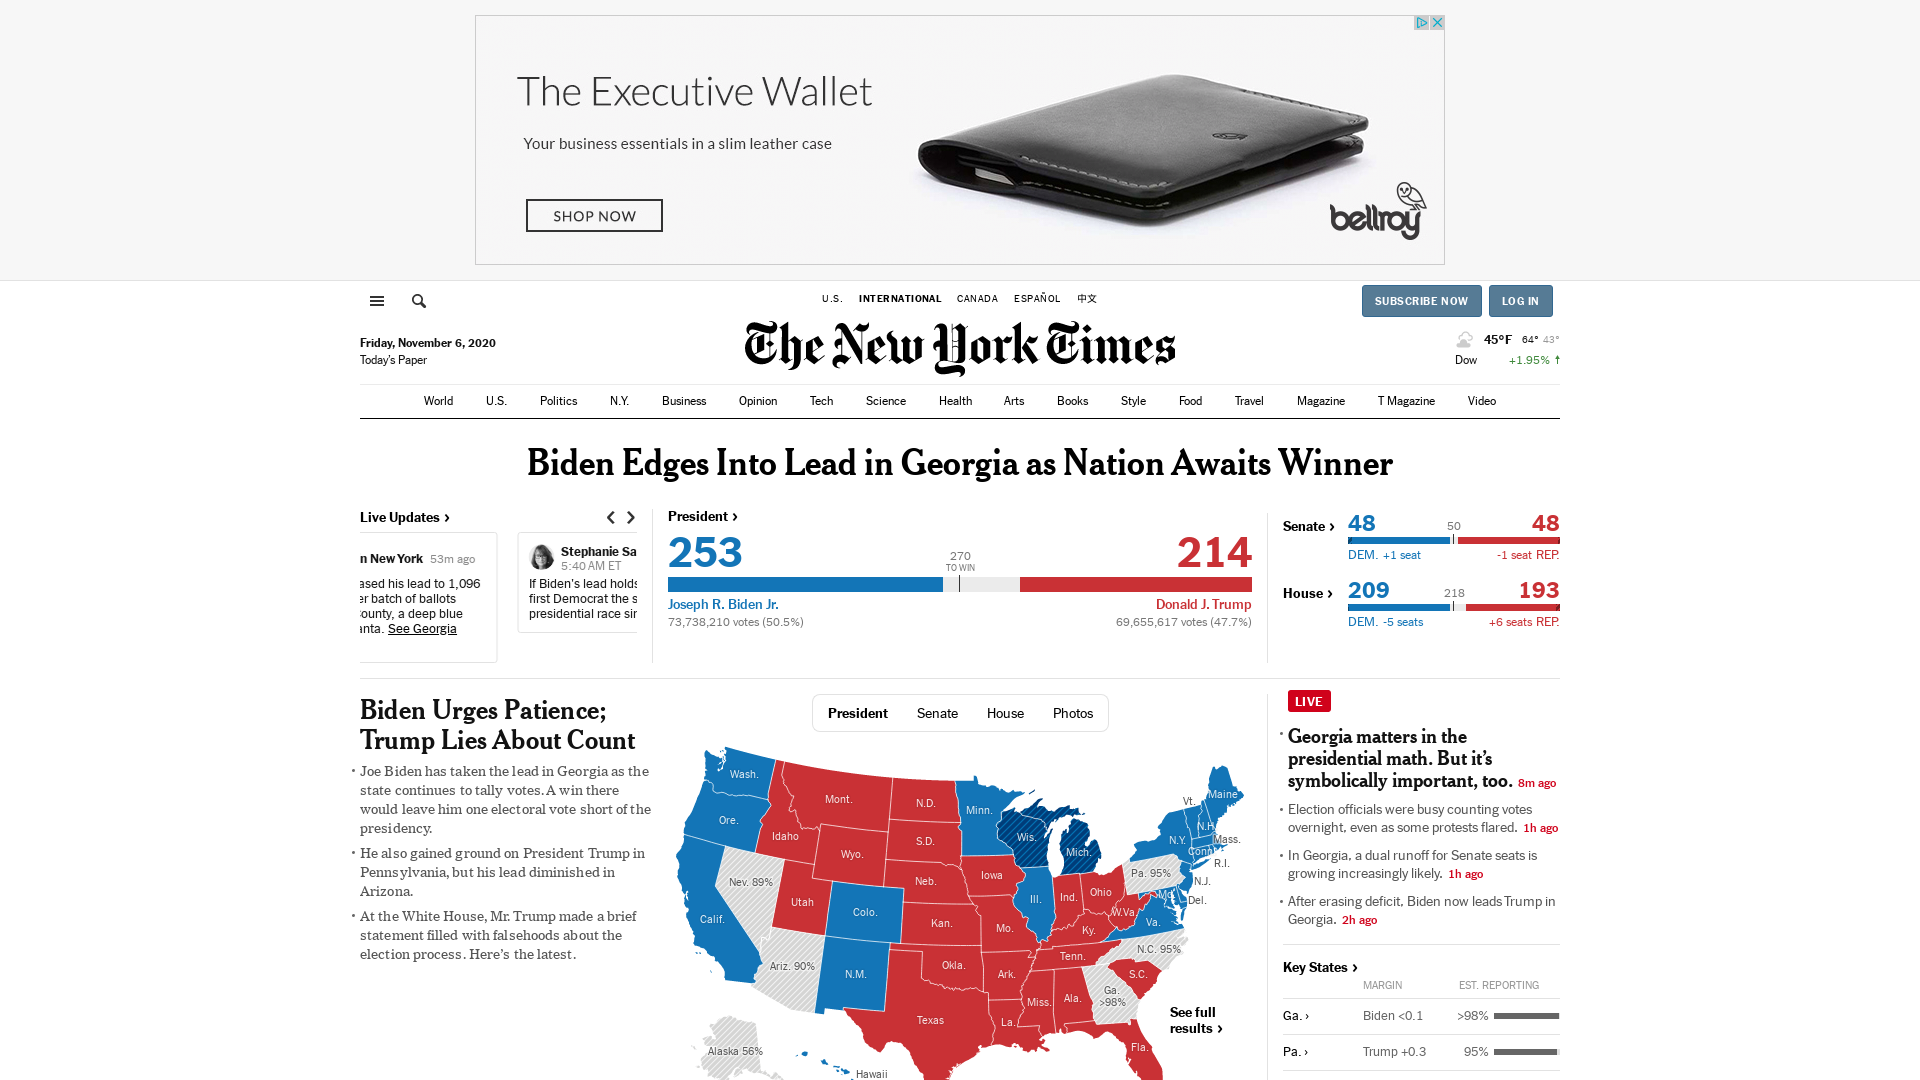 The Executive Wallet
Your business essentials in a slim leather case
SHOP NOW
bellroy
U.S.
INTERNATIONAL
CANADA
ESPAÑOL
中文
SUBSCRIBE NOW
LOG IN
Friday, November 6, 2020
Today's Paper
The New York Times
45°F 64° 43°
Dow +1.95% ↑
World
U.S.
Politics
N.Y.
Business
Opinion
Tech
Science
Health
Arts
Books
Style
Food
Travel
Magazine
T Magazine
Video
Biden Edges Into Lead in Georgia as Nation Awaits Winner
Live Updates ›
n New York 53m ago
ased his lead to 1,096
er batch of ballots
ounty, a deep blue
anta. See Georgia
Stephanie Sa
5:40 AM ET
If Biden's lead holds
first Democrat the s
presidential race sin
President ›
253
270
TO WIN
214
Joseph R. Biden Jr.
Donald J. Trump
73,738,210 votes (50.5%)
69,655,617 votes (47.7%)
Senate ›
48
50
48
DEM. +1 seat
-1 seat REP.
House ›
209
218
193
DEM. -5 seats
+6 seats REP.
Biden Urges Patience;
Trump Lies About Count
• Joe Biden has taken the lead in Georgia as the
state continues to tally votes. A win there
would leave him one electoral vote short of the
presidency.
• He also gained ground on President Trump in
Pennsylvania, but his lead diminished in
Arizona.
• At the White House, Mr. Trump made a brief
statement filled with falsehoods about the
election process. Here's the latest.
President
Senate
House
Photos
Wash.
Mont.
N.D.
Minn.
Vt.
Maine
Ore.
Idaho
S.D.
Wis.
Mich.
N.H.
N.Y.
Mass.
Conn.
R.I.
Wyo.
Nev. 89%
Neb.
Iowa
Pa. 95%
N.J.
Utah
Colo.
Ill.
Ind.
Ohio
Md.
Del.
Calif.
Kan.
Mo.
Ky.
W.Va.
Va.
N.C. 95%
Ariz. 90%
N.M.
Okla.
Ark.
Tenn.
S.C.
Ga.
>98%
Miss.
Ala.
Texas
La.
Fla.
Alaska 56%
Hawaii
See full
results ›
LIVE
• Georgia matters in the
presidential math. But it's
symbolically important, too. 8m ago
• Election officials were busy counting votes
overnight, even as some protests flared. 1h ago
• In Georgia, a dual runoff for Senate seats is
growing increasingly likely. 1h ago
• After erasing deficit, Biden now leads Trump in
Georgia. 2h ago
Key States ›
MARGIN
EST. REPORTING
Ga. › Biden <0.1 >98%
Pa. › Trump +0.3 95%